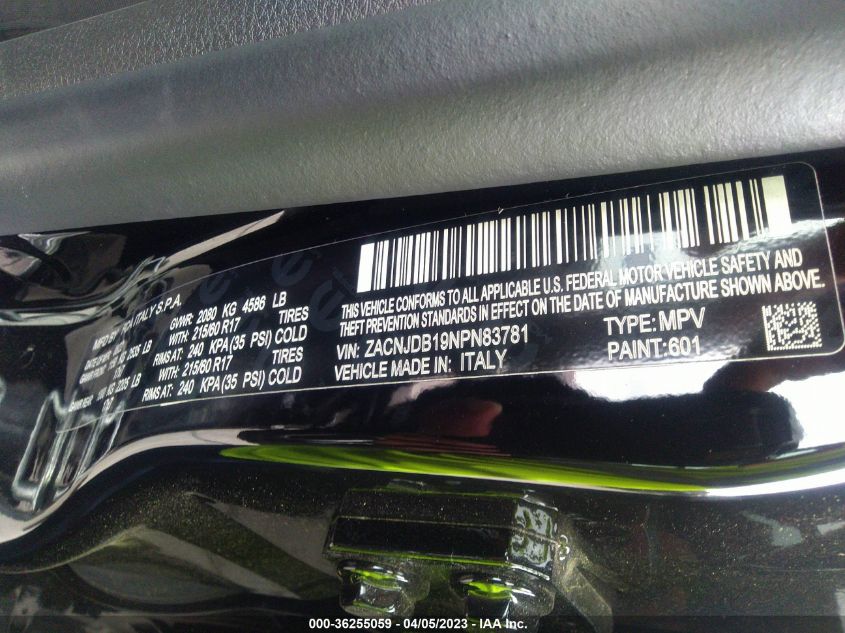 MFD BY FCA ITALY S.P.A.
GVWR: 2080 KG 4586 LB
WITH: 215/60 R17 TIRES
RIMS AT: 240 KPA (35 PSI) COLD
WITH: 215/60 R17 TIRES
RIMS AT: 240 KPA (35 PSI) COLD
THIS VEHICLE CONFORMS TO ALL APPLICABLE U.S. FEDERAL MOTOR VEHICLE SAFETY AND
THEFT PREVENTION STANDARDS IN EFFECT ON THE DATE OF MANUFACTURE SHOWN ABOVE.
VIN: ZACNJDB19NPN83781 TYPE: MPV
VEHICLE MADE IN: ITALY PAINT: 601
000-36255059 - 04/05/2023 - IAA Inc.